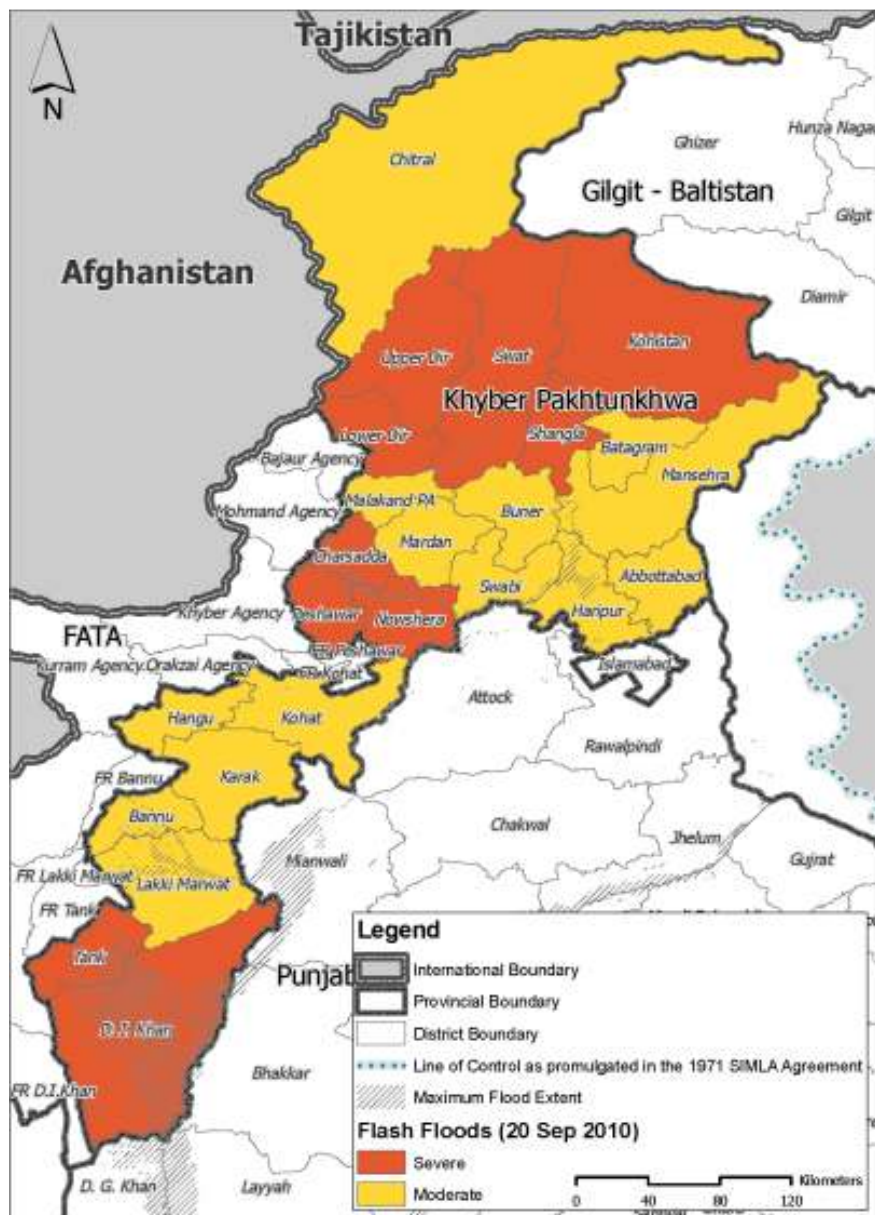 Tajikistan
N
Hunza Nagar
Ghizer
Chitral
Gilgit - Baltistan
Gilgit
Afghanistan
Diamir
Kohistan
Upper Dir
Swat
Khyber Pakhtunkhwa
Lower Dir
Shangla
Batagram
Bajaur Agency
Mansehra
Malakand PA
Mohmand Agency
Buner
Mardan
Charsadda
Abbottabad
Swabi
Khyber Agency
Peshawar
Nowshera
Haripur
FATA
FR Peshawar
Kurram Agency
Orakzai Agency
FR Kohat
Islamabad
Attock
Hangu
Kohat
Rawalpindi
FR Bannu
Karak
Bannu
Chakwal
Jhelum
Mianwali
Gujrat
FR Lakki Marwat
Lakki Marwat
FR Tank
Tank
Punjab
D. I. Khan
Bhakkar
FR D.I.Khan
D. G. Khan
Layyah
Legend
International Boundary
Provincial Boundary
District Boundary
Line of Control as promulgated in the 1971 SIMLA Agreement
Maximum Flood Extent
Flash Floods (20 Sep 2010)
Severe
Moderate
Kilometers
0 40 80 120